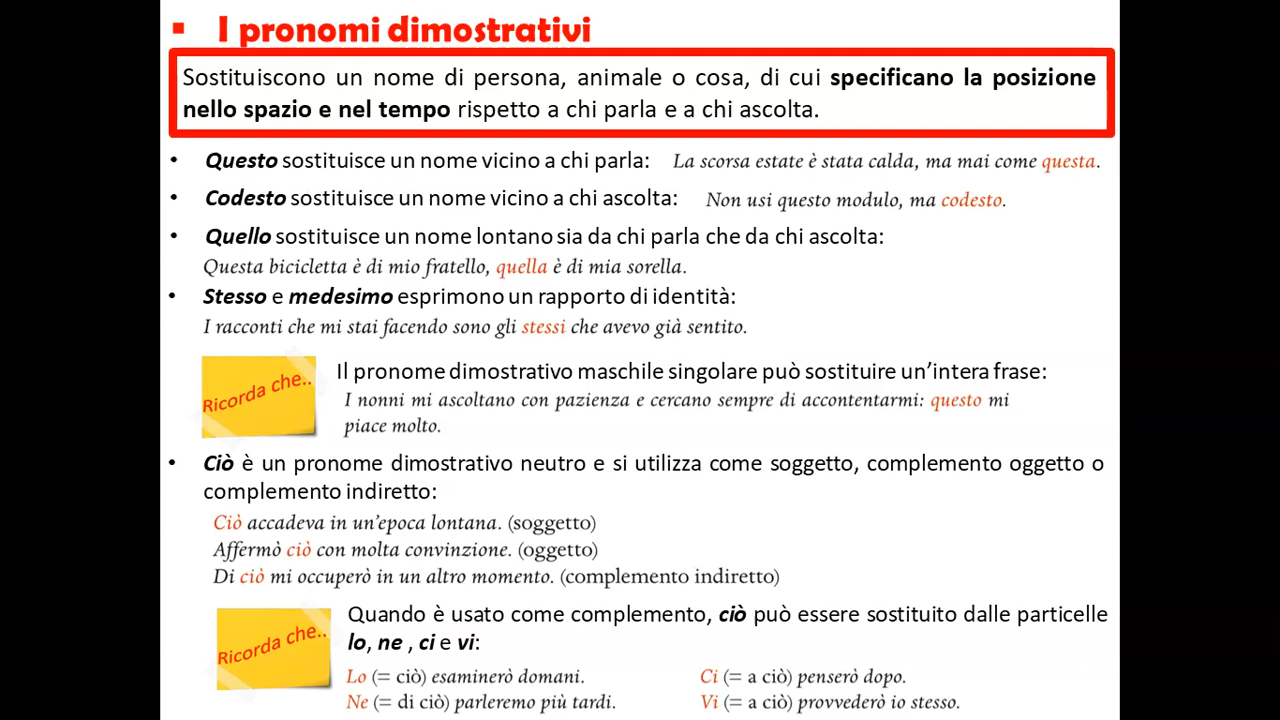 ▪ I pronomi dimostrativi
Sostituiscono un nome di persona, animale o cosa, di cui specificano la posizione
nello spazio e nel tempo rispetto a chi parla e a chi ascolta.
• Questo sostituisce un nome vicino a chi parla: La scorsa estate è stata calda, ma mai come questa.
• Codesto sostituisce un nome vicino a chi ascolta: Non usi questo modulo, ma codesto.
• Quello sostituisce un nome lontano sia da chi parla che da chi ascolta:
Questa bicicletta è di mio fratello, quella è di mia sorella.
• Stesso e medesimo esprimono un rapporto di identità:
I racconti che mi stai facendo sono gli stessi che avevo già sentito.
Ricorda che..
Il pronome dimostrativo maschile singolare può sostituire un'intera frase:
I nonni mi ascoltano con pazienza e cercano sempre di accontentarmi: questo mi
piace molto.
• Ciò è un pronome dimostrativo neutro e si utilizza come soggetto, complemento oggetto o
complemento indiretto:
Ciò accadeva in un'epoca lontana. (soggetto)
Affermò ciò con molta convinzione. (oggetto)
Di ciò mi occuperò in un altro momento. (complemento indiretto)
Ricorda che..
Quando è usato come complemento, ciò può essere sostituito dalle particelle
lo, ne , ci e vi:
Lo (= ciò) esaminerò domani. Ci (= a ciò) penserò dopo.
Ne (= di ciò) parleremo più tardi. Vi (= a ciò) provvederò io stesso.